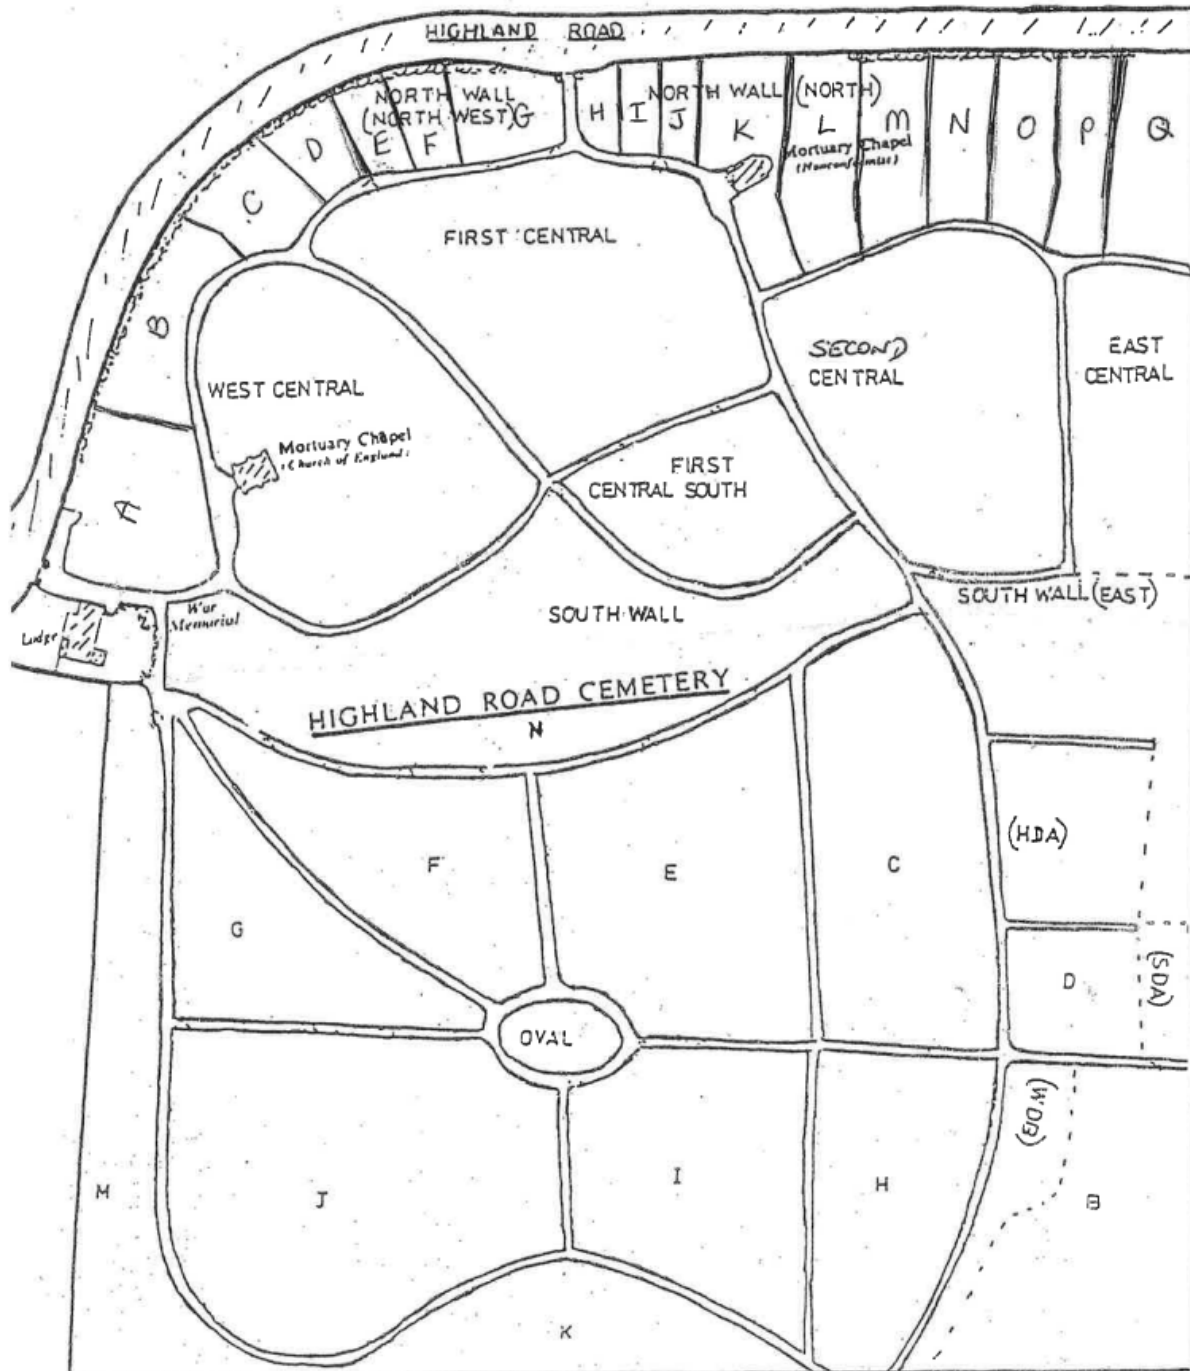 HIGHLAND ROAD
NORTH WALL
(NORTH WEST)
NORTH WALL (NORTH)
A
B
C
D
E
F
G
H
I
J
K
L
M
N
O
P
Q
Mortuary Chapel
(Nonconformist)
FIRST CENTRAL
WEST CENTRAL
Mortuary Chapel
(Church of England)
SECOND
CENTRAL
EAST
CENTRAL
FIRST
CENTRAL SOUTH
SOUTH WALL
SOUTH WALL (EAST)
War
Memorial
Lodge
HIGHLAND ROAD CEMETERY
N
F
E
C
(HDA)
G
D
(SDA)
OVAL
(WDB)
M
J
I
H
B
K